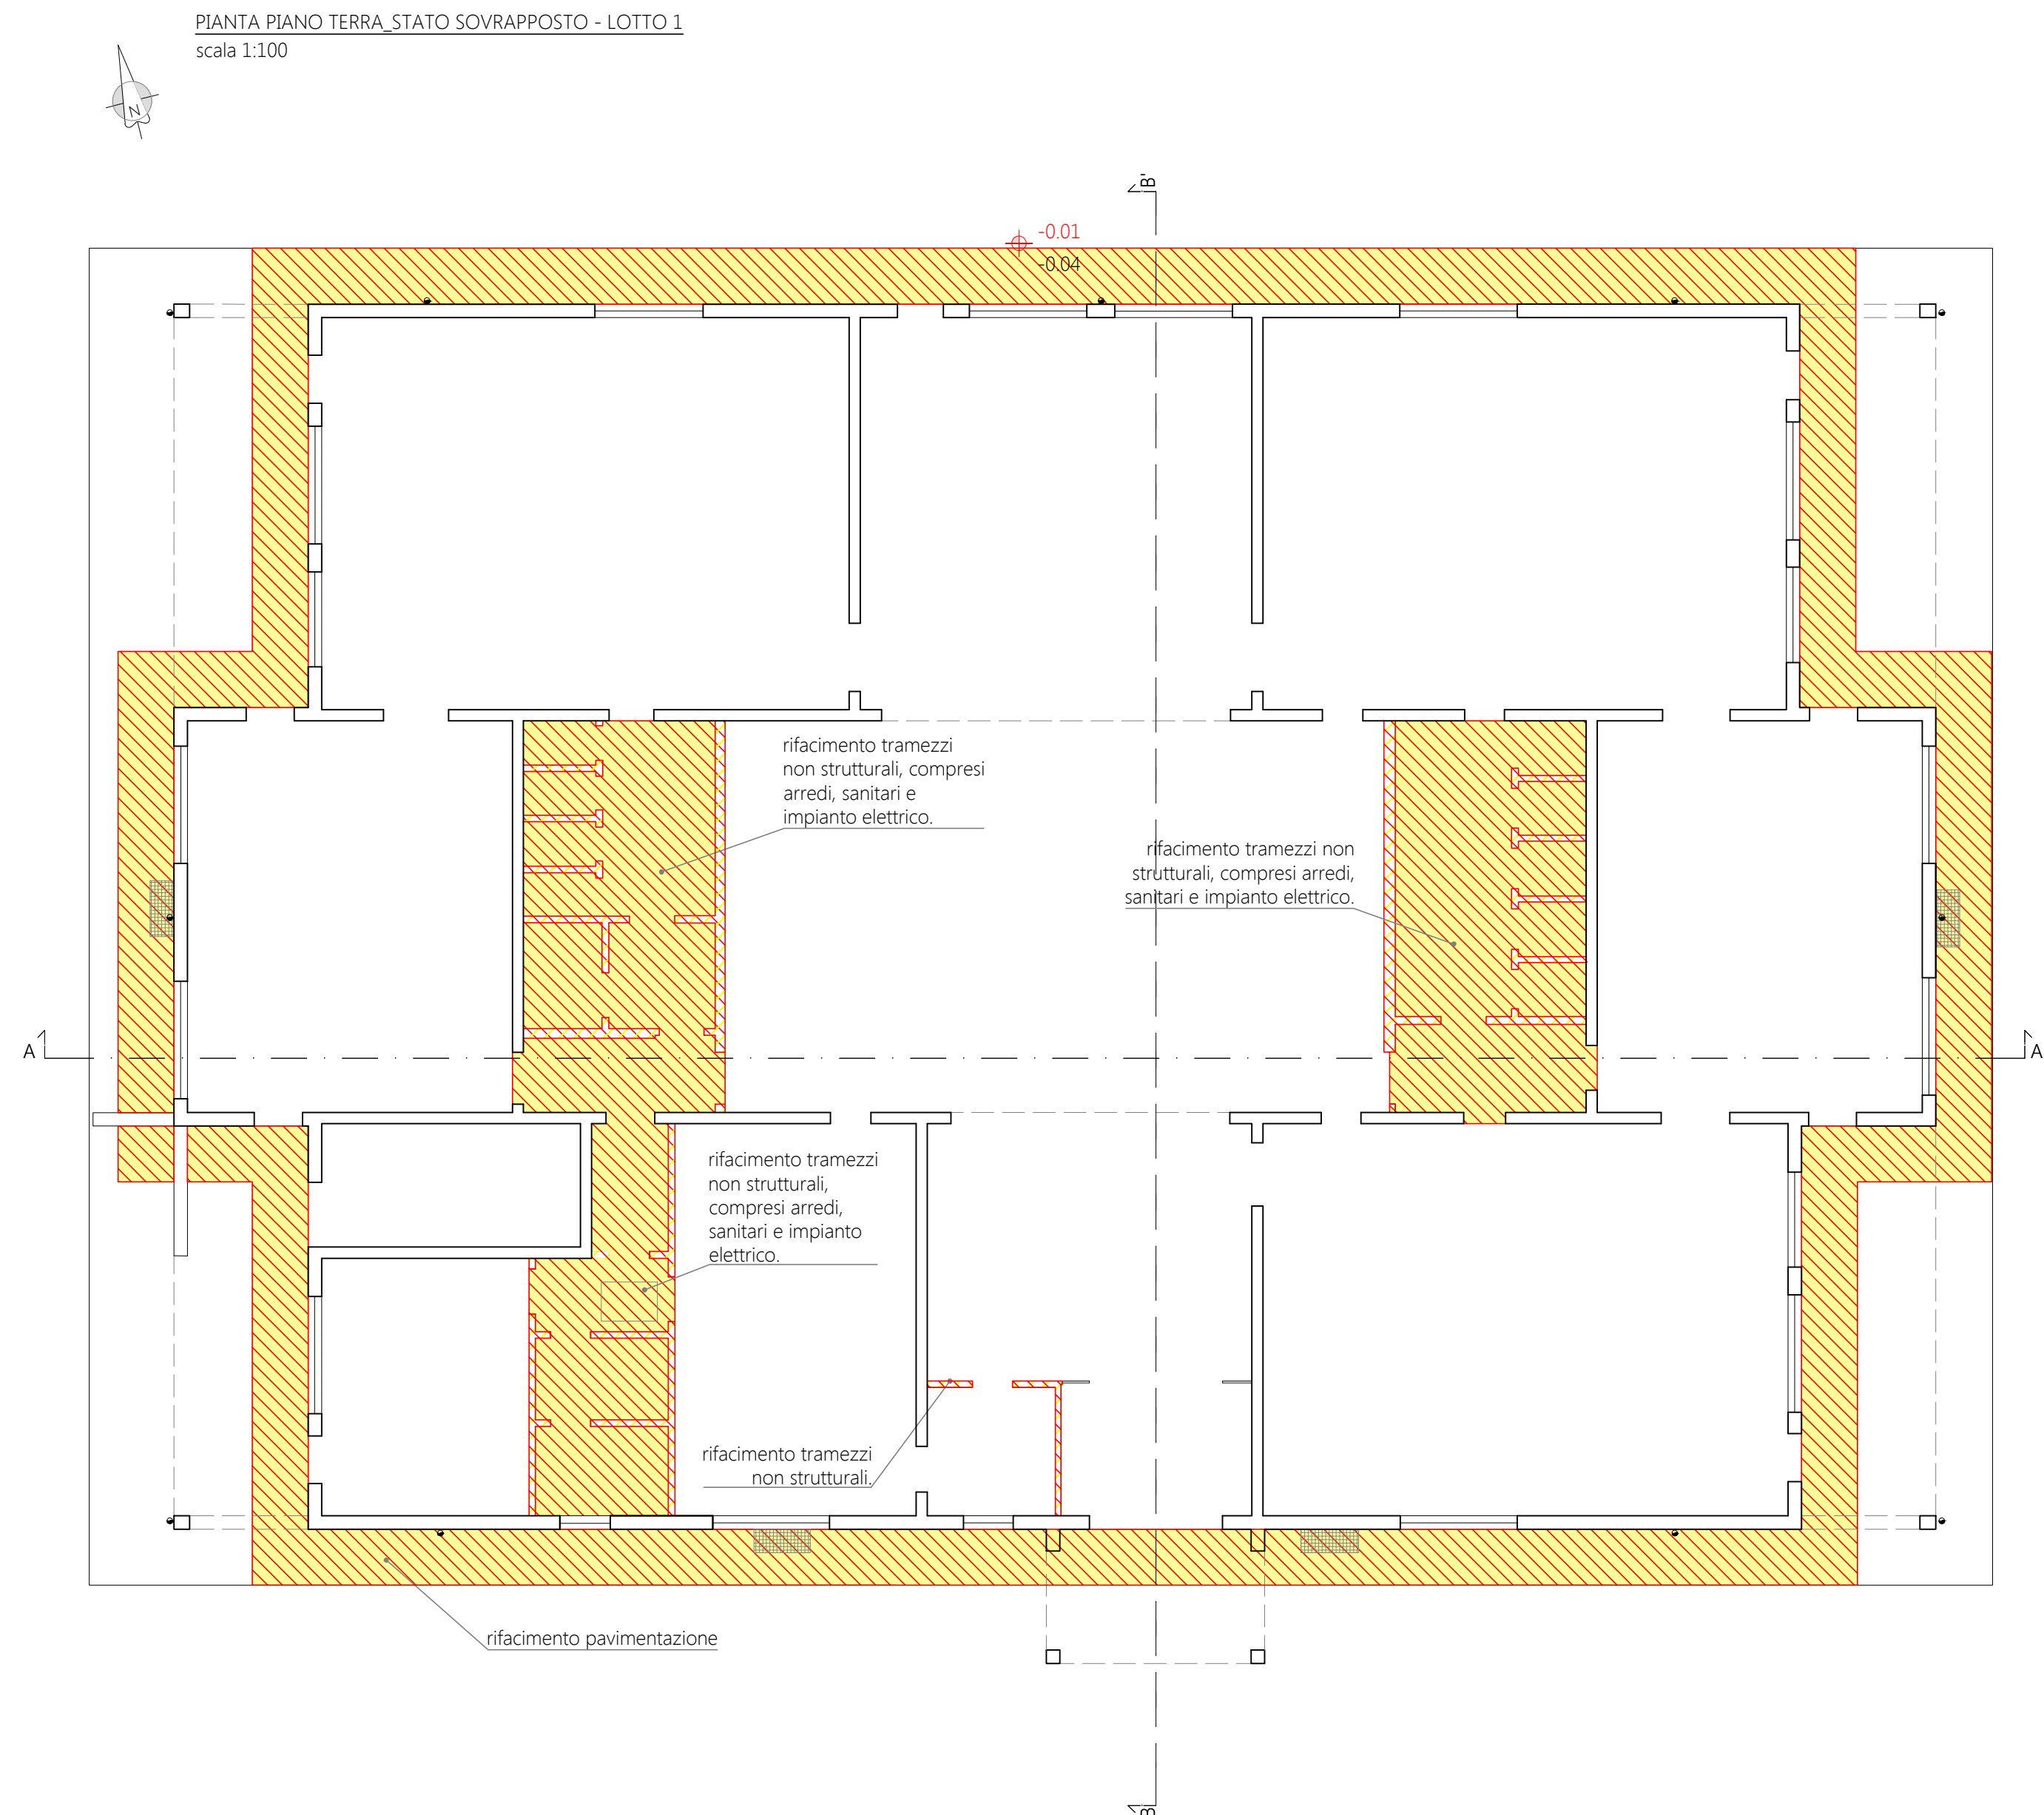 PIANTA PIANO TERRA_STATO SOVRAPPOSTO - LOTTO 1
scala 1:100
N
B'
-0.01
-0.04
rifacimento tramezzi
non strutturali, compresi
arredi, sanitari e
impianto elettrico.
rifacimento tramezzi non
strutturali, compresi arredi,
sanitari e impianto elettrico.
A
A
rifacimento tramezzi
non strutturali,
compresi arredi,
sanitari e impianto
elettrico.
rifacimento tramezzi
non strutturali.
rifacimento pavimentazione
B